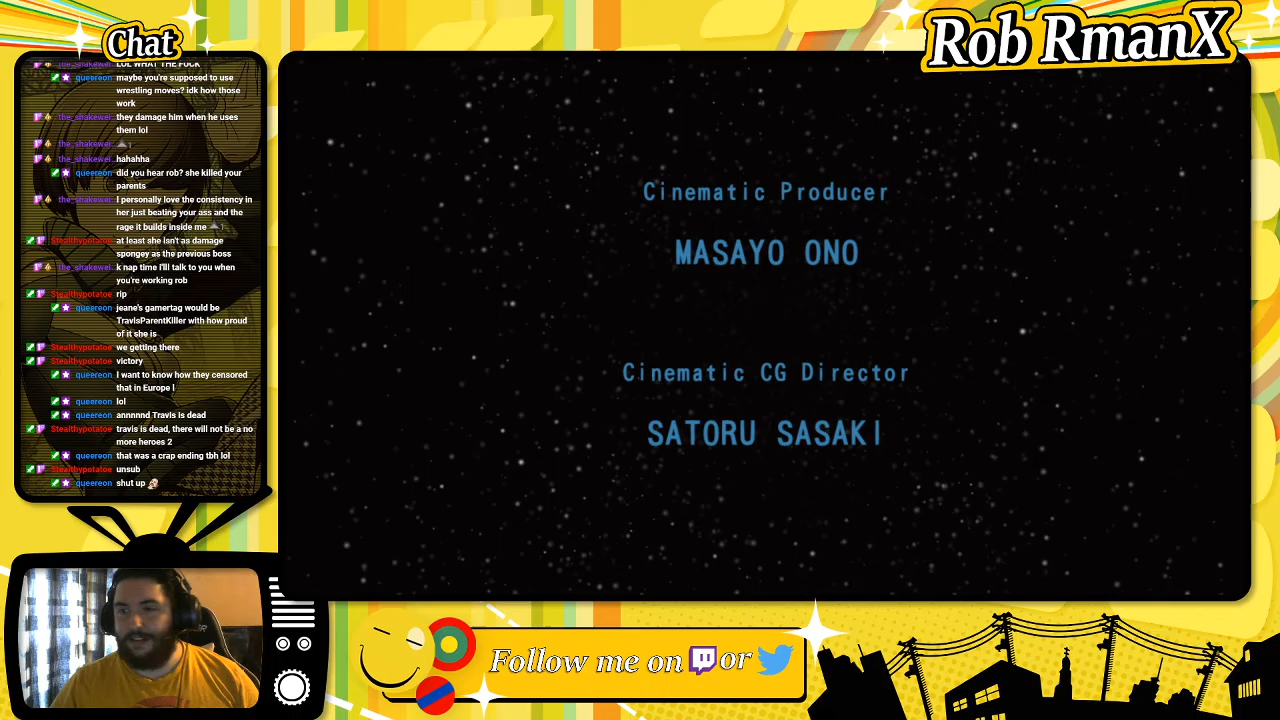 Chat
Rob RmanX
the_shakewei LOL WHAT THE FUCK
queereon maybe you're supposed to use
wrestling moves? idk how those
work
the_shakewei they damage him when he uses
them lol
the_shakewei 1
the_shakewei hahahha
queereon did you hear rob? she killed your
parents
the_shakewei I personally love the consistency in
her just beating your ass and the
rage it builds inside me 1
Stealthypotatoe at least she isn't as damage
spongey as the previous boss
the_shakewei k nap time I'll talk to you when
you're working rob
Stealthypotatoe rip
queereon jeane's gamertag would be
TravisParentKiller with how proud
of it she is
Stealthypotatoe we getting there
Stealthypotatoe victory
queereon I want to know how they censored
that in Europe l
queereon lol
queereon annnnnd Travis is dead
Stealthypotatoe travis is dead, there will not be a no
more heroes 2
queereon that was a crap ending tbh lol
Stealthypotatoe unsub
queereon shut up
Cinematic Producer
MASAYO ONO
Cinematic CG Director
SATORU SASAKI
Follow me on or